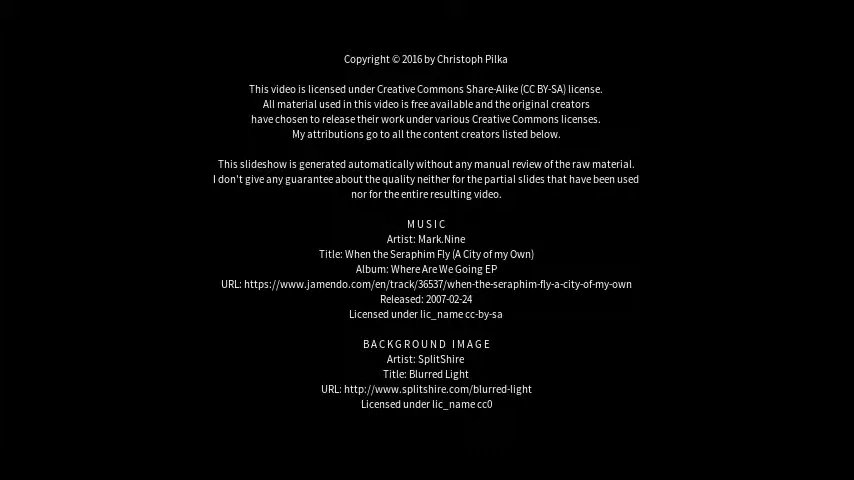 Copyright © 2016 by Christoph Pilka
This video is licensed under Creative Commons Share-Alike (CC BY-SA) license.
All material used in this video is free available and the original creators
have chosen to release their work under various Creative Commons licenses.
My attributions go to all the content creators listed below.
This slideshow is generated automatically without any manual review of the raw material.
I don't give any guarantee about the quality neither for the partial slides that have been used
nor for the entire resulting video.
M U S I C
Artist: Mark.Nine
Title: When the Seraphim Fly (A City of my Own)
Album: Where Are We Going EP
URL: https://www.jamendo.com/en/track/36537/when-the-seraphim-fly-a-city-of-my-own
Released: 2007-02-24
Licensed under lic_name cc-by-sa
B A C K G R O U N D   I M A G E
Artist: SplitShire
Title: Blurred Light
URL: http://www.splitshire.com/blurred-light
Licensed under lic_name cc0